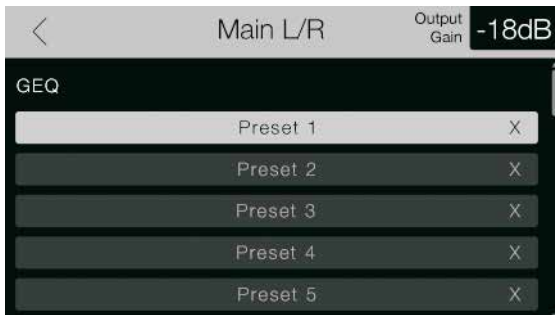 Main L/R
Output Gain
-18dB
GEQ
Preset 1 X
Preset 2 X
Preset 3 X
Preset 4 X
Preset 5 X